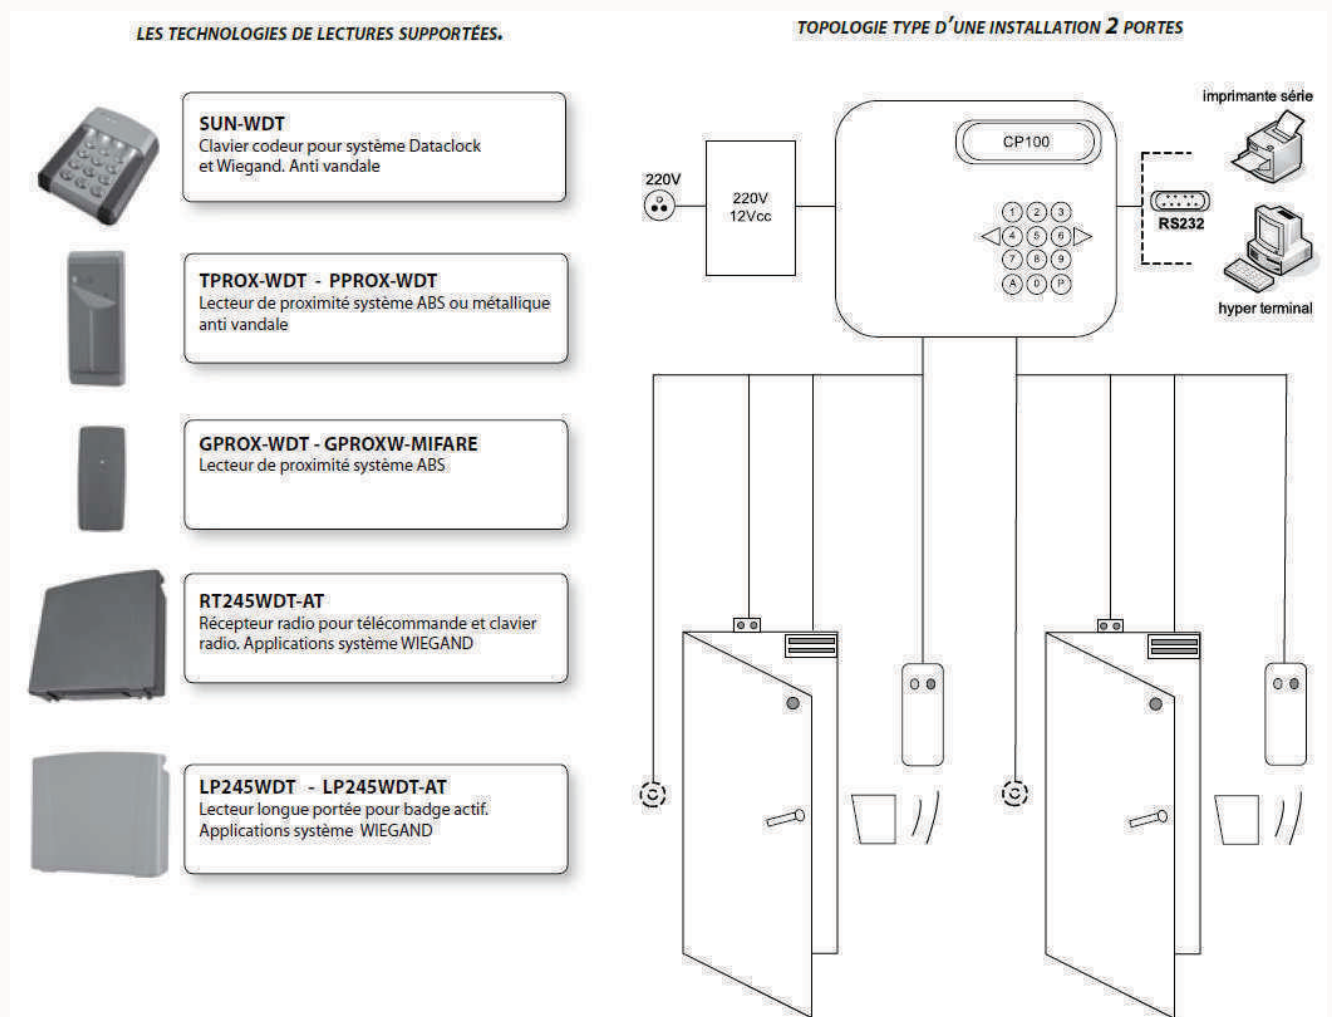 LES TECHNOLOGIES DE LECTURES SUPPORTÉES.
SUN-WDT
Clavier codeur pour système Dataclock
et Wiegand. Anti vandale
TPROX-WDT - PPROX-WDT
Lecteur de proximité système ABS ou métallique
anti vandale
GPROX-WDT - GPROXW-MIFARE
Lecteur de proximité système ABS
RT245WDT-AT
Récepteur radio pour télécommande et clavier
radio. Applications système WIEGAND
LP245WDT - LP245WDT-AT
Lecteur longue portée pour badge actif.
Applications système WIEGAND
TOPOLOGIE TYPE D'UNE INSTALLATION 2 PORTES
imprimante série
CP100
220V
220V
12Vcc
1 2 3
4 5 6
7 8 9
A 0 P
RS232
hyper terminal